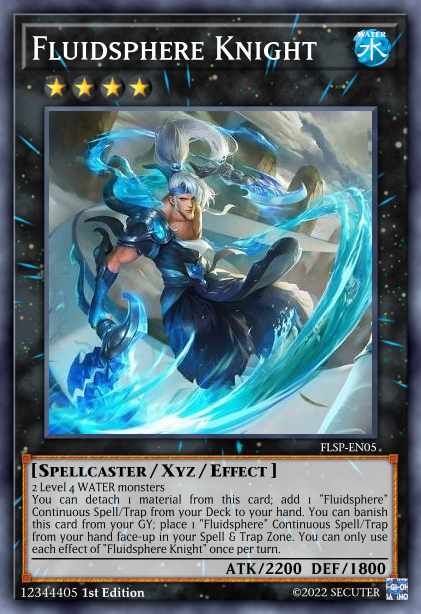 Fluidsphere Knight
WATER
水
FLSP-EN05
[Spellcaster / Xyz / Effect]
2 Level 4 WATER monsters
You can detach 1 material from this card; add 1 "Fluidsphere"
Continuous Spell/Trap from your Deck to your hand. You can banish
this card from your GY; place 1 "Fluidsphere" Continuous Spell/Trap
from your hand face-up in your Spell & Trap Zone. You can only use
each effect of "Fluidsphere Knight" once per turn.
ATK/2200 DEF/1800
12344405 1st Edition
©2022 SECUTER